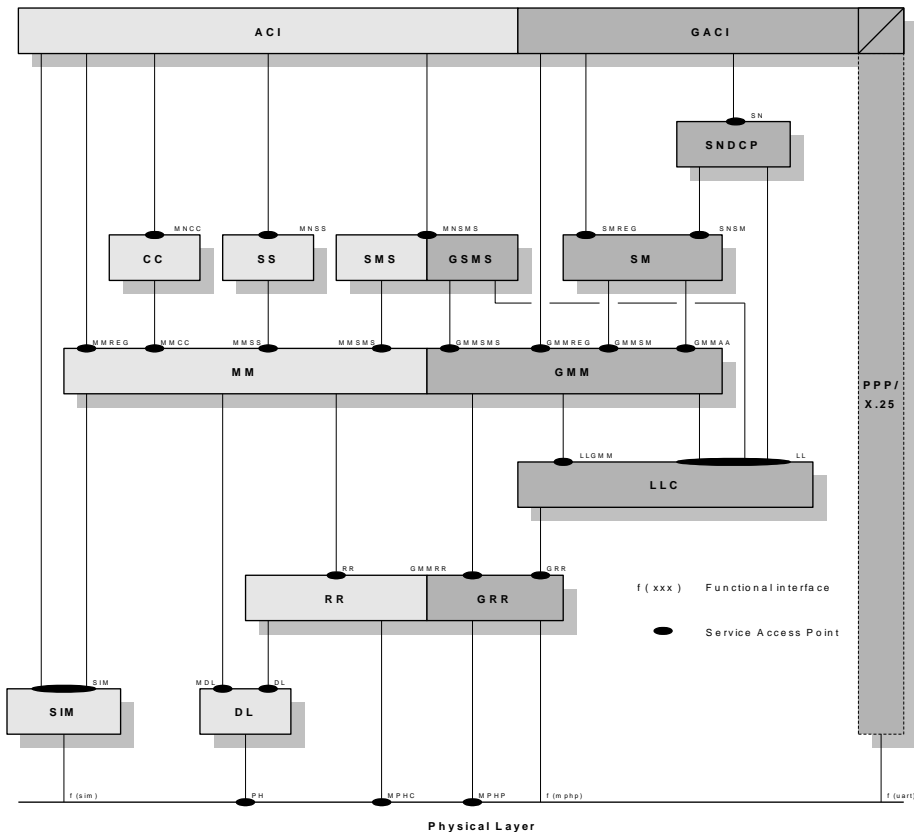 ACI GACI
SN
SNDCP
MNCC MNSS MNSMS SMREG SNSM
CC SS SMS GSMS SM
MMREG MMCC MMSS MMSMS GMMSMS GMMREG GMMSM GMMAA
MM GMM
PPP/
X.25
LLGMM LL
LLC
RR GMMRR GRR
RR GRR
f ( xxx ) Functional interface
Service Access Point
SIM MDL DL
SIM DL
f (sim) PH MPHC MPHP f (mphp) f (uart)
Physical Layer